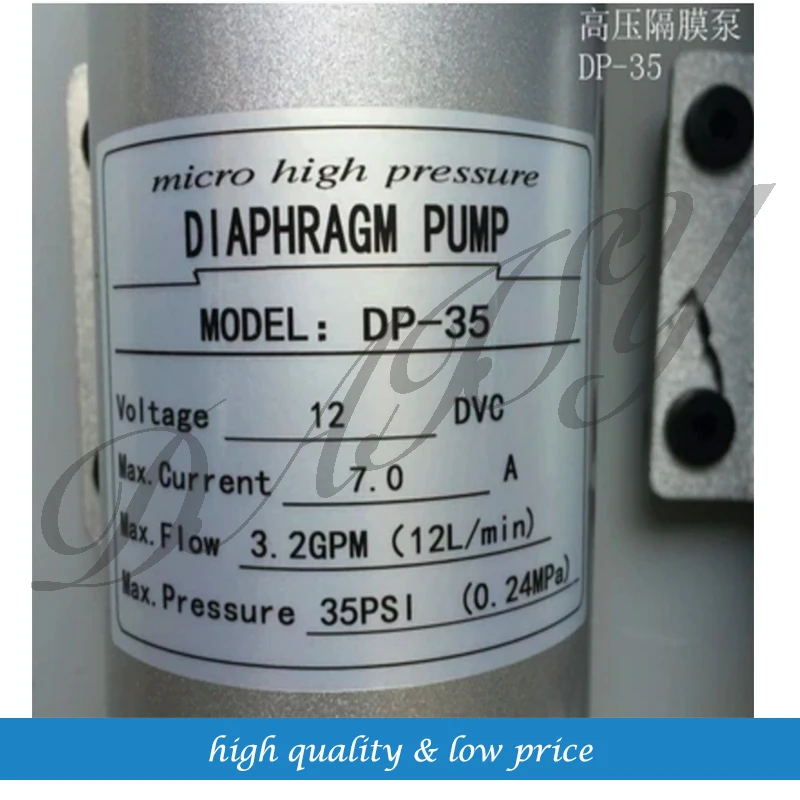 高压隔膜泵
DP-35
micro high pressure
DIAPHRAGM PUMP
MODEL: DP-35
Voltage 12 DVC
Max.Current 7.0 A
Max.Flow 3.2GPM (12L/min)
Max.Pressure 35PSI (0.24MPa)
DAISY
high quality & low price